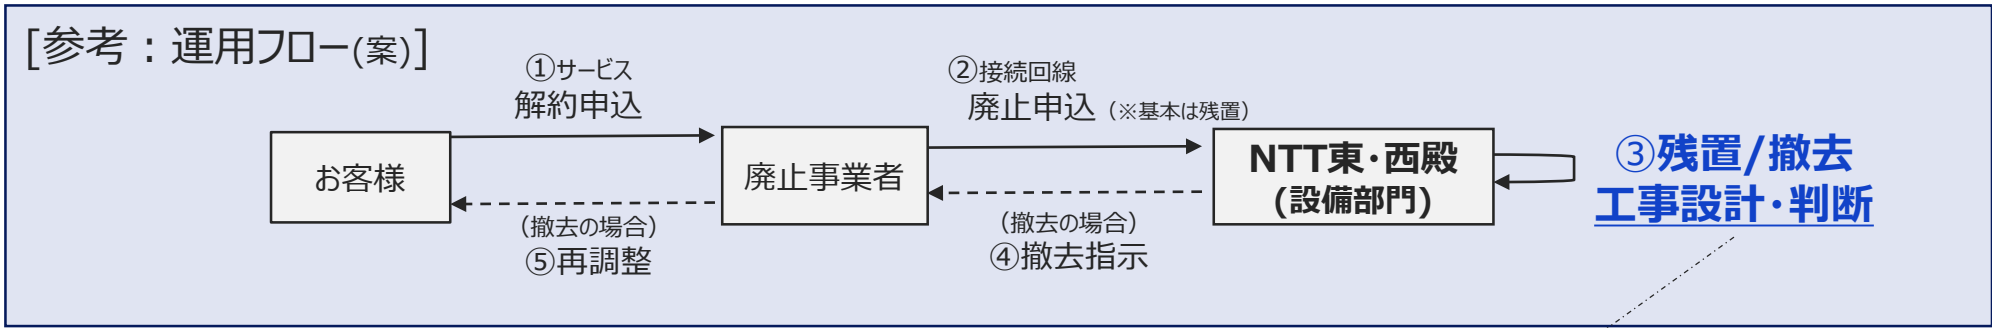 [参考：運用フロー(案)]
①サービス
解約申込
②接続回線
廃止申込（※基本は残置）
お客様
廃止事業者
NTT東・西殿
(設備部門)
③残置/撤去
工事設計・判断
（撤去の場合）
⑤再調整
（撤去の場合）
④撤去指示